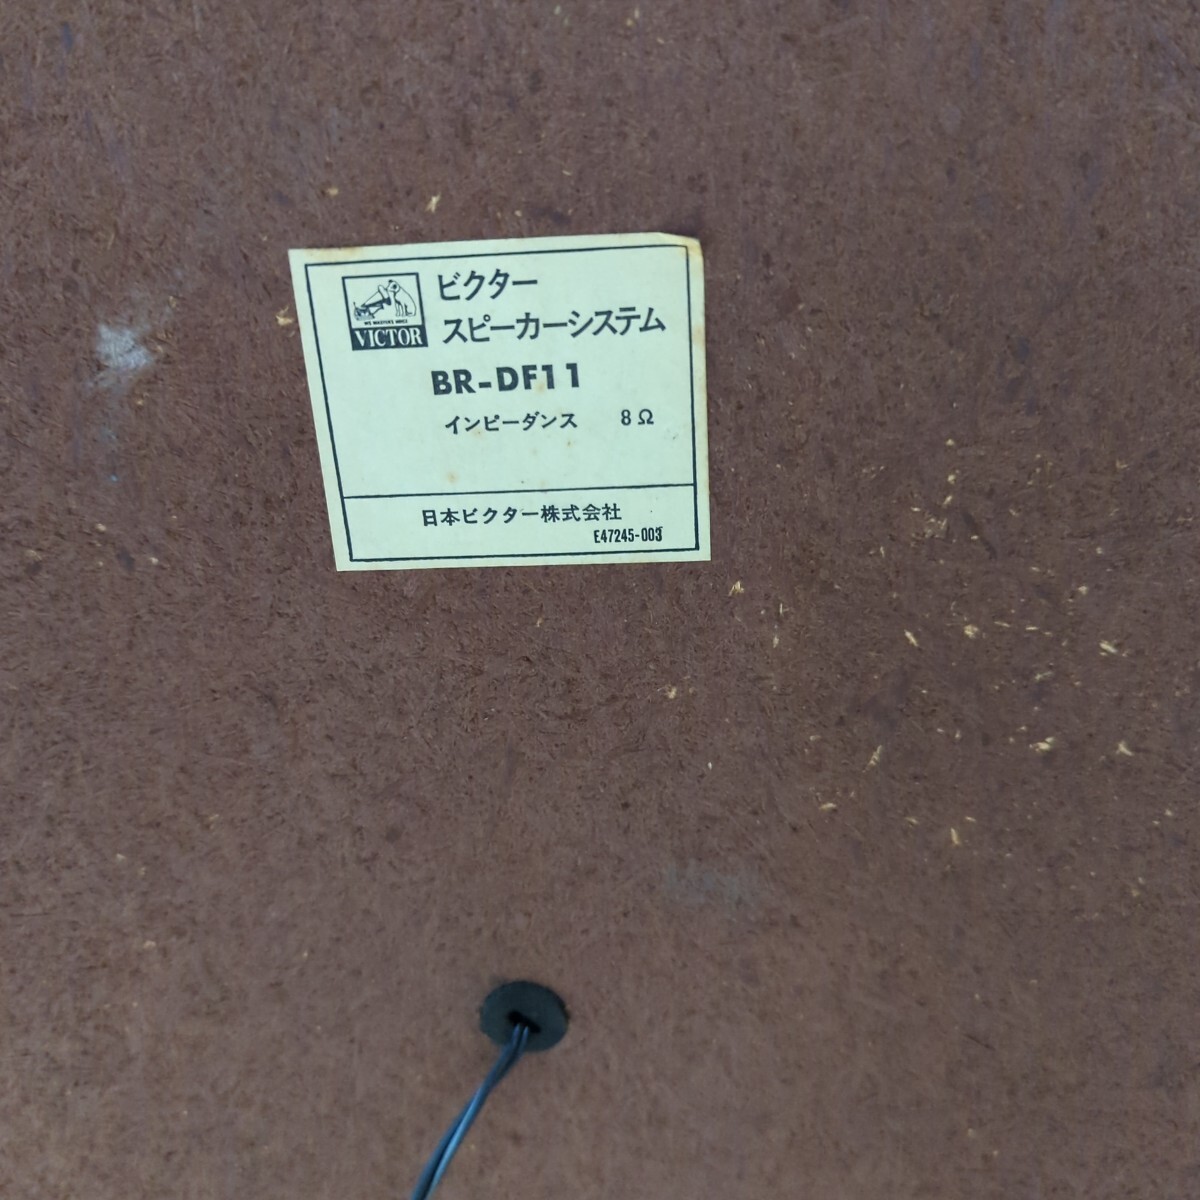 ビクター
スピーカーシステム
HIS MASTER'S VOICE
VICTOR
BR-DF11
インピーダンス 8Ω
日本ビクター株式会社
E47245-003